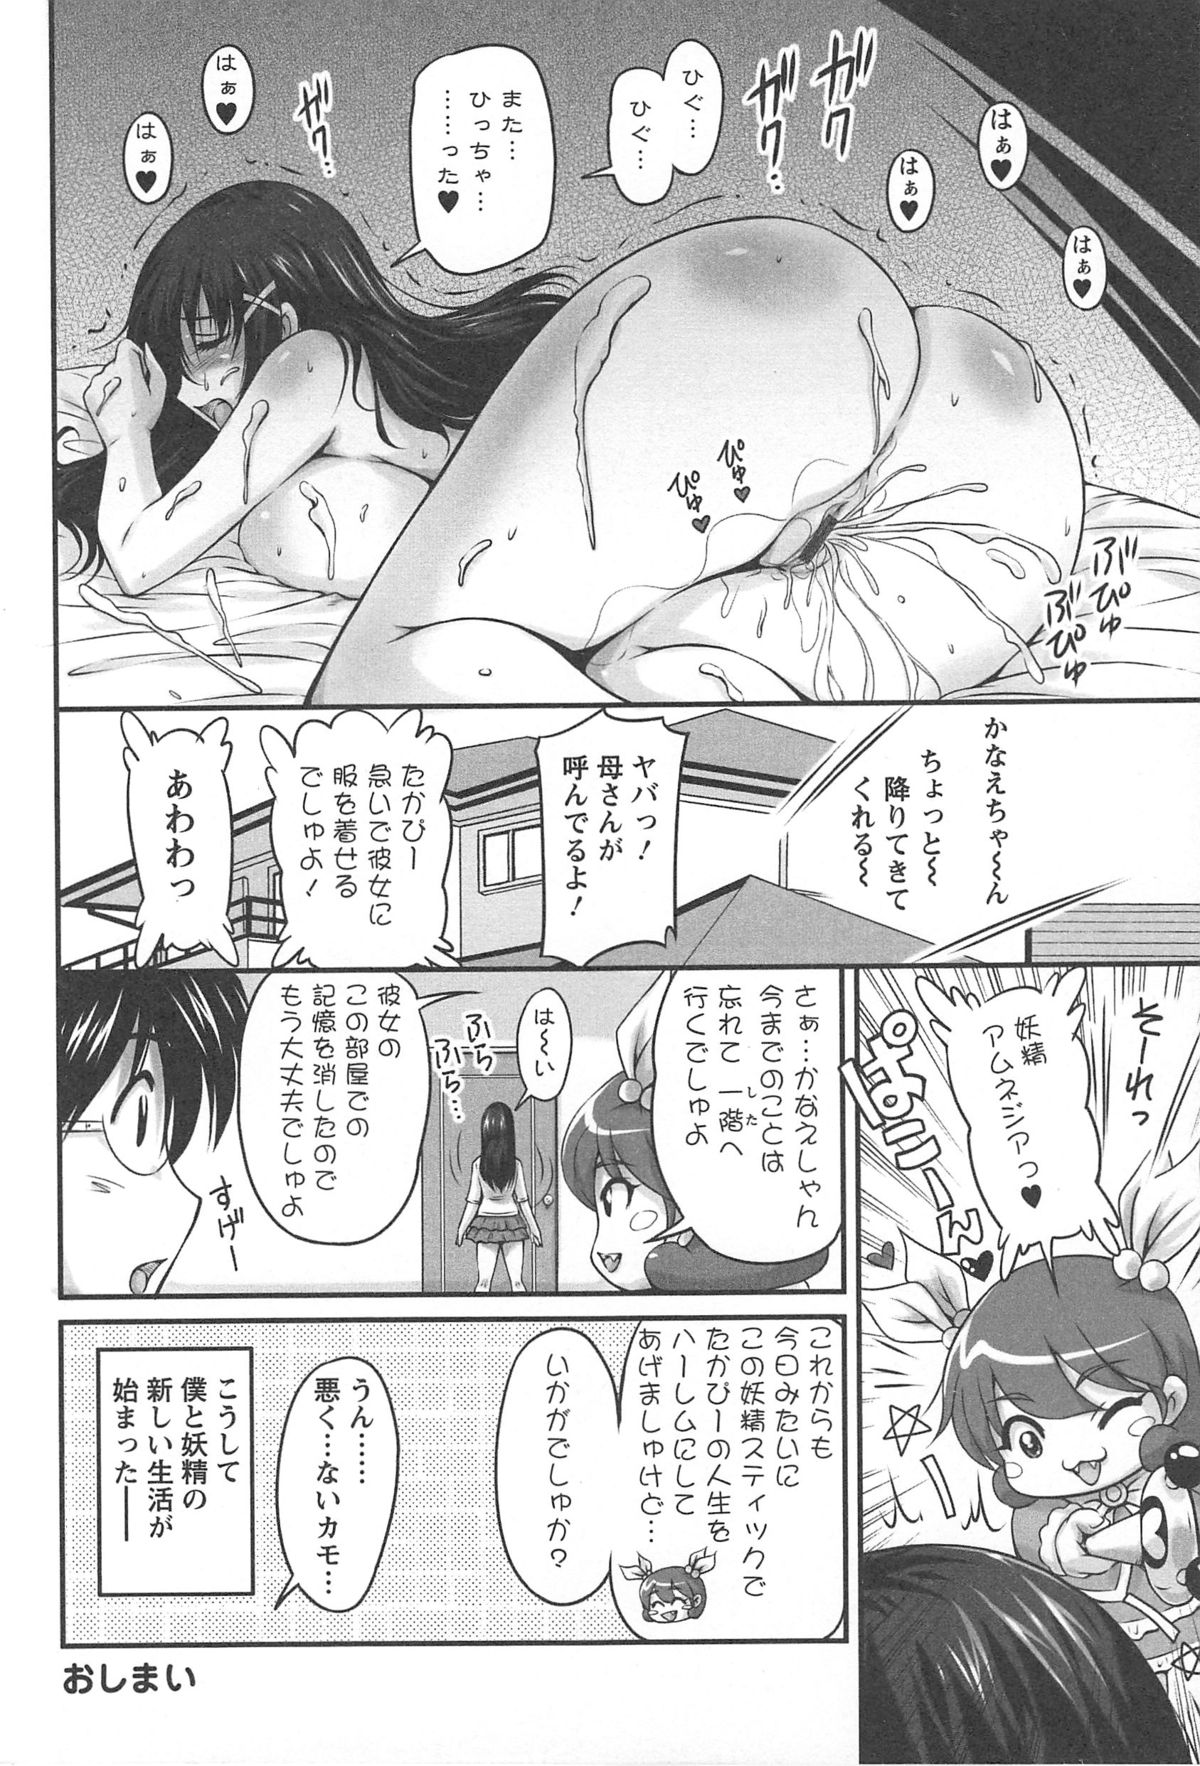 ひぐ…
ひぐ…
ガク…
ガク…
また…
ひっちゃ…
……った♥
はぁ♥
はぁ♥
はぁ♥
はぁ♥
はぁ♥
ぴゅ♥
ぴゅ♥
ぶぴゅ
ぶぴゅ
かなえちゃ〜ん
ちょっと〜
降りてきて
くれる〜
ヤバっ!
母さんが
呼んでるよ!
たかぴー
急いで彼女に
服を着せる
でしゅよ!
あわわっ
そーれっ
妖精
アムネジアっ♥
ぱこーん
さぁ…かなえしゃん
今までのことは
忘れて一階へ
した
行くでしゅよ
は〜い
ふら
ふら…
彼女の
この部屋での
記憶を消したので
もう大丈夫でしゅよ
すげー
これからも
今日みたいに
この妖精スティックで
たかぴーの人生を
ハーレムにして
あげましゅけど…
いかがでしゅか?
うん……
悪く…ないカモ…
こうして
僕と妖精の
新しい生活が
始まった――
おしまい